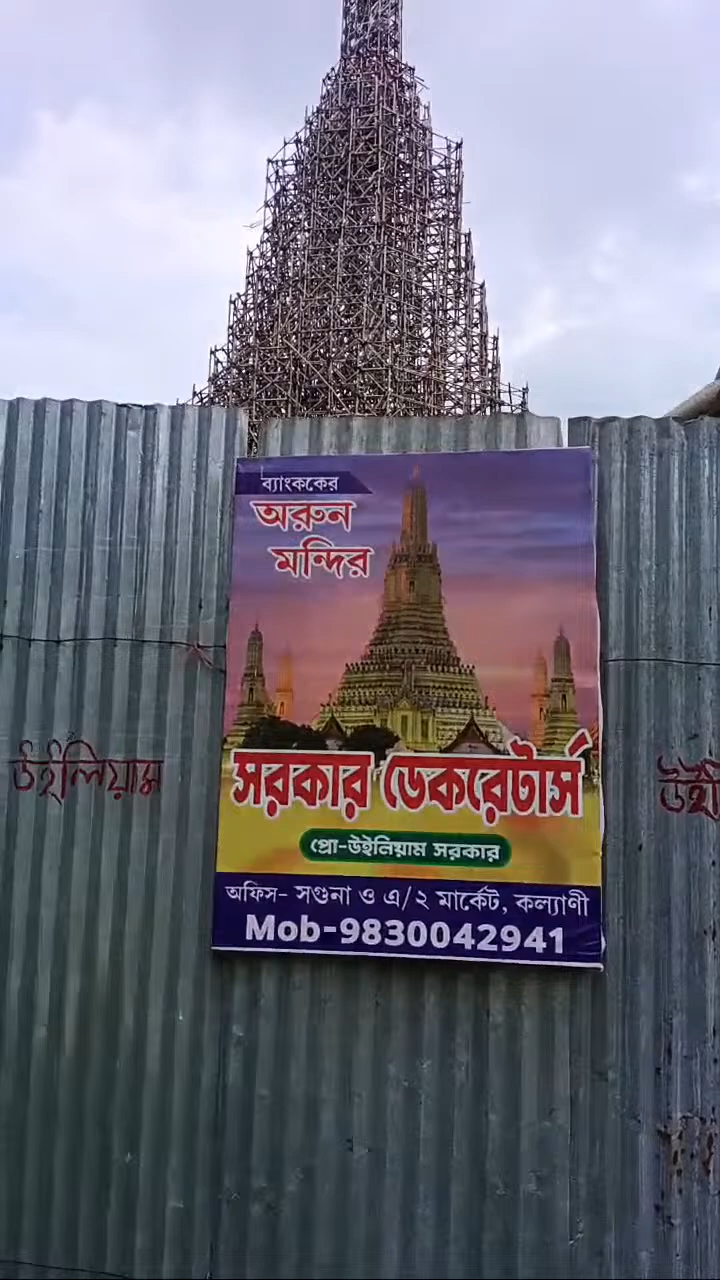 ব্যাংককের
অরুন
মন্দির
সরকার ডেকরেটার্স
প্রো-উইলিয়াম সরকার
অফিস- সগুনা ও এ/২ মার্কেট, কল্যাণী
Mob-9830042941
উইলিয়াম